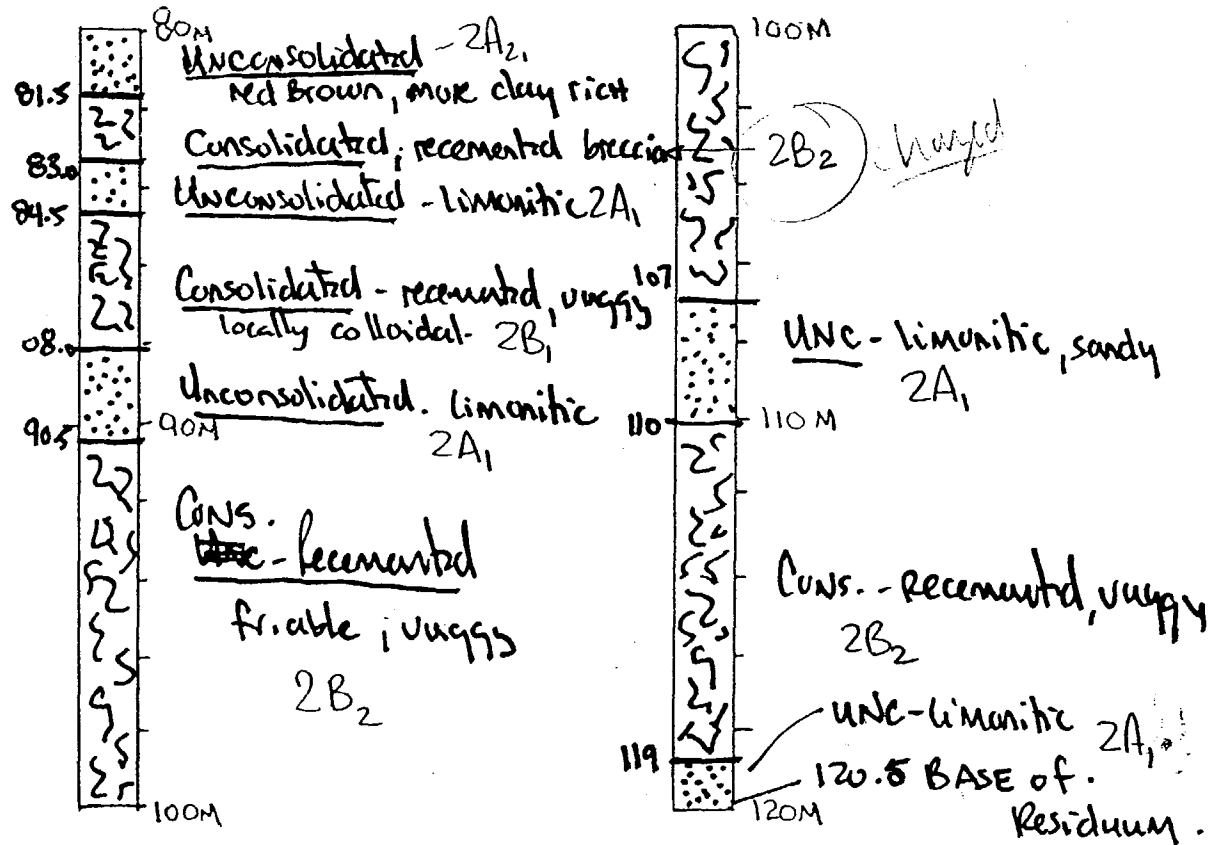 80M
Unconsolidated - 2A2,
red Brown, more clay rich
81.5
Consolidated, recemented breccia
83.0
Unconsolidated - Limonitic 2A1
84.5
Consolidated - recemented, vuggy
locally colloidal - 2B1
08.0
Unconsolidated. Limonitic
2A1
90M
90.5
CONS.
- Recemented
friable, vuggy
2B2
100M
100M
2B2
107
UNC - Limonitic, sandy
2A1
110
110M
CONS. - Recemented, vuggy
2B2
UNC - Limonitic 2A1
119
120.5 BASE of.
120M
Residuum.